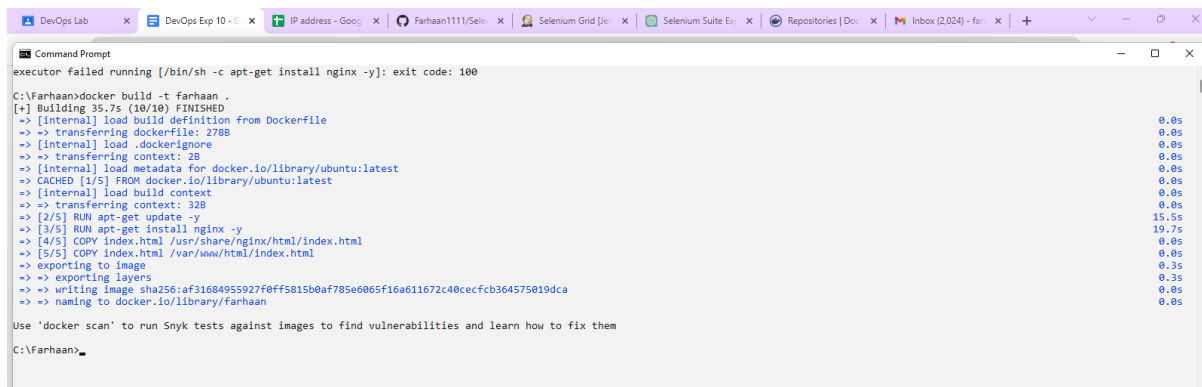 DevOps Lab
DevOps Exp 10 - G
IP address - Goog
Farhaan1111/Sele
Selenium Grid [Jer
Selenium Suite Ex
Repositories | Doc
Inbox (2,024) - far
Command Prompt
executor failed running [/bin/sh -c apt-get install nginx -y]: exit code: 100
C:\Farhaan>docker build -t farhaan .
[+] Building 35.7s (10/10) FINISHED
=> [internal] load build definition from Dockerfile 0.0s
=> => transferring dockerfile: 278B 0.0s
=> [internal] load .dockerignore 0.0s
=> => transferring context: 2B 0.0s
=> [internal] load metadata for docker.io/library/ubuntu:latest 0.0s
=> CACHED [1/5] FROM docker.io/library/ubuntu:latest 0.0s
=> [internal] load build context 0.0s
=> => transferring context: 32B 0.0s
=> [2/5] RUN apt-get update -y 15.5s
=> [3/5] RUN apt-get install nginx -y 19.7s
=> [4/5] COPY index.html /usr/share/nginx/html/index.html 0.0s
=> [5/5] COPY index.html /var/www/html/index.html 0.0s
=> exporting to image 0.3s
=> => exporting layers 0.3s
=> => writing image sha256:af31684955927f0ff5815b0af785e6065f16a611672c40cecfcb364575019dca 0.0s
=> => naming to docker.io/library/farhaan 0.0s
Use 'docker scan' to run Snyk tests against images to find vulnerabilities and learn how to fix them
C:\Farhaan>